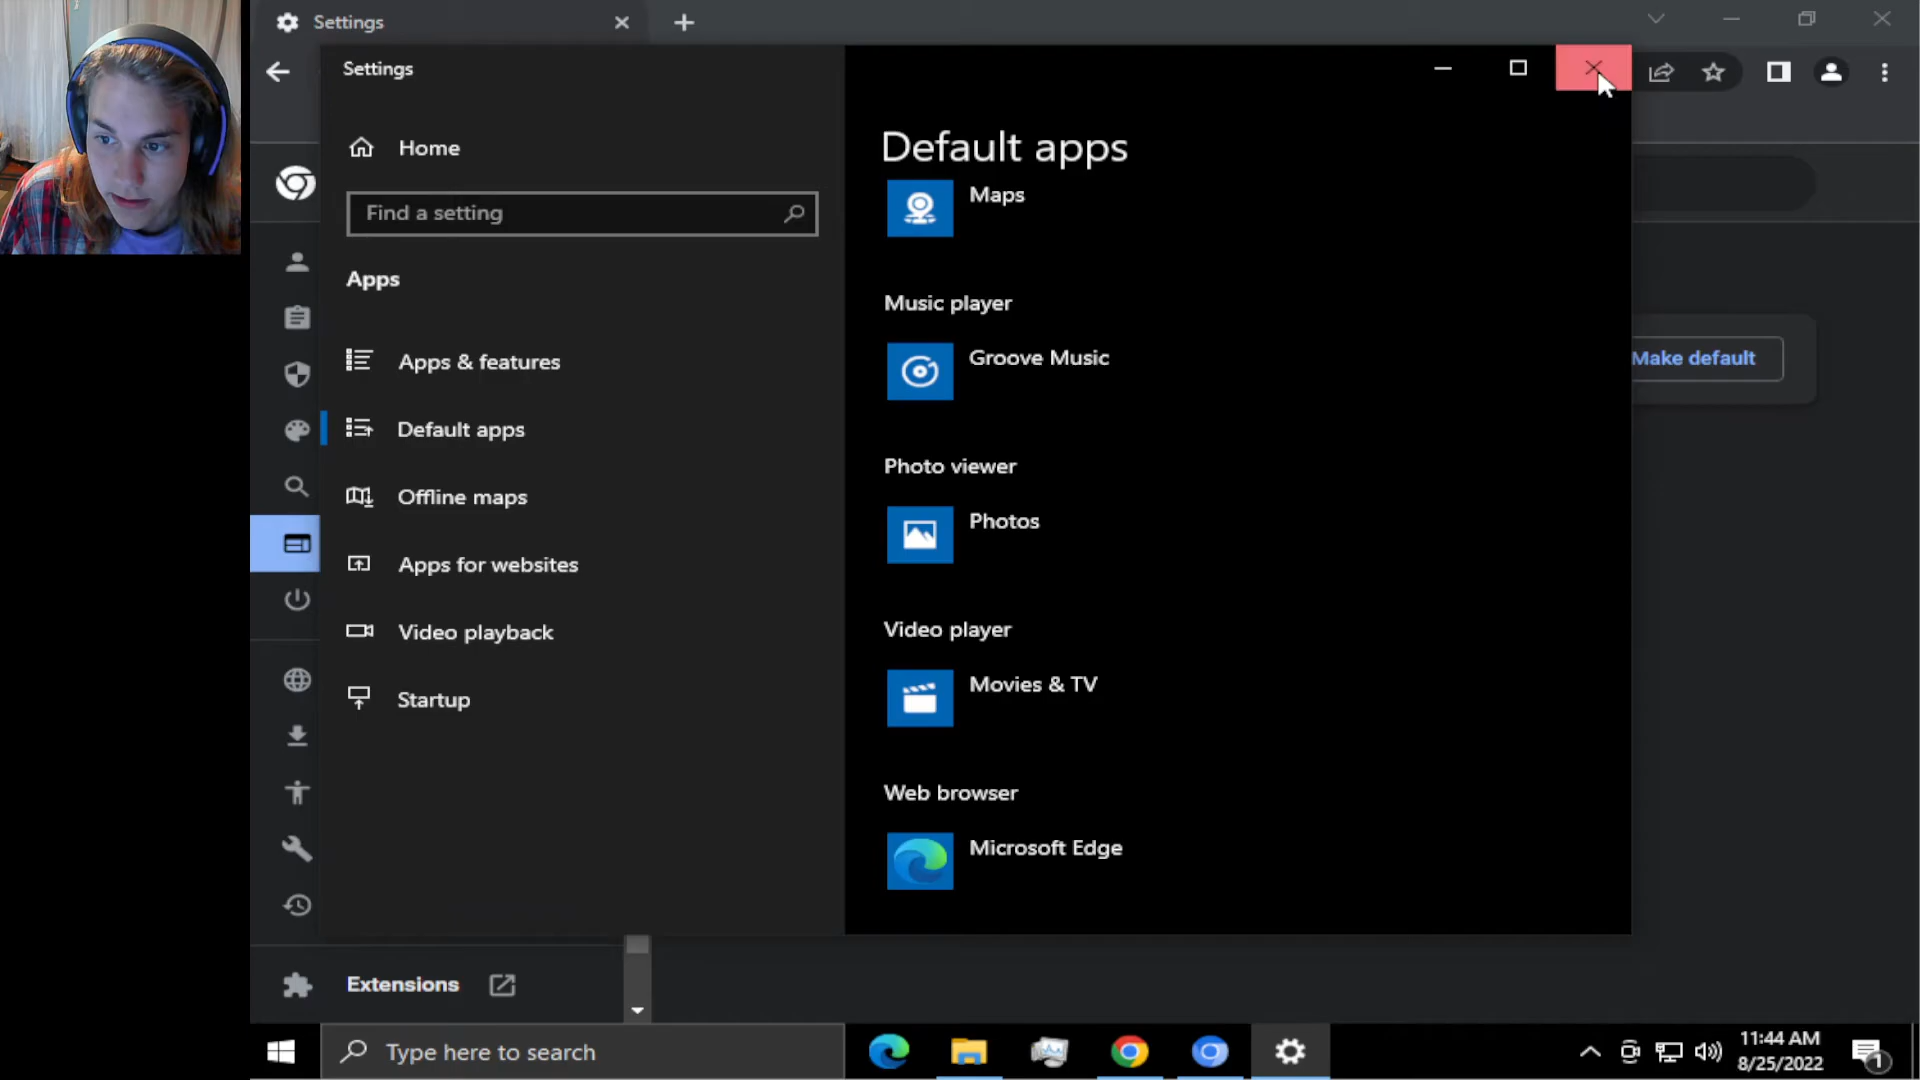 Settings
Settings
Home
Find a setting
Apps
Apps & features
Default apps
Offline maps
Apps for websites
Video playback
Startup
Default apps
Maps
Music player
Groove Music
Photo viewer
Photos
Video player
Movies & TV
Web browser
Microsoft Edge
Make default
Extensions
Type here to search
11:44 AM
8/25/2022
1